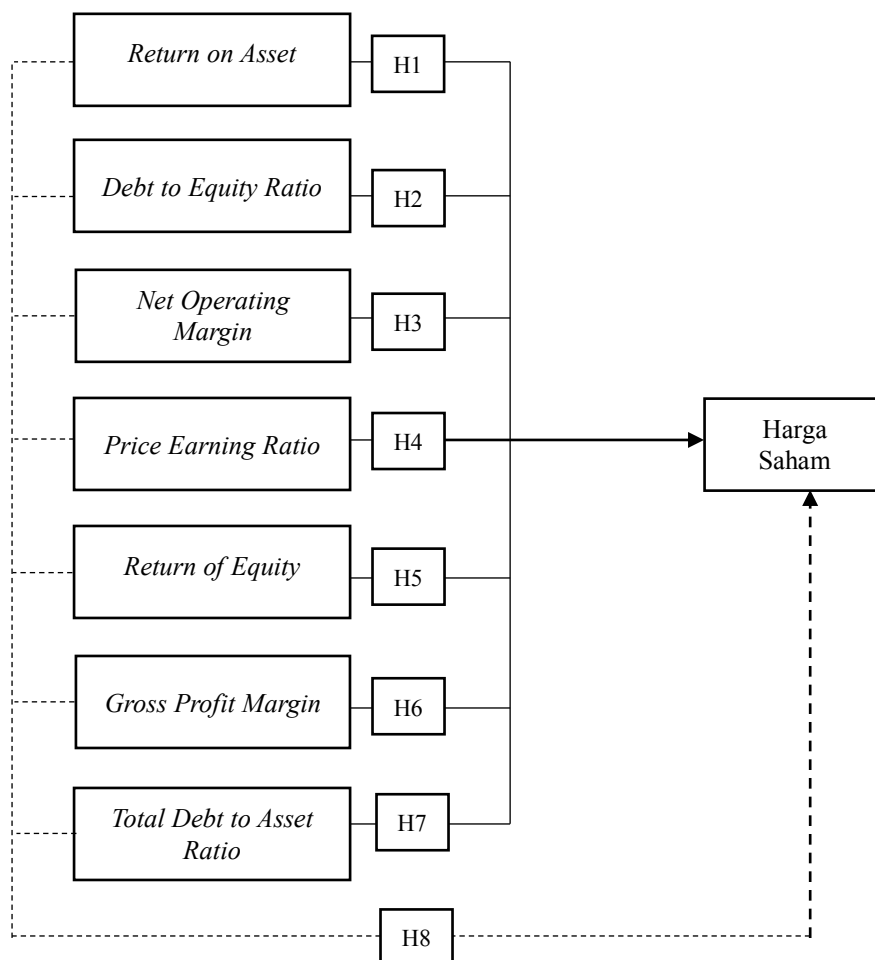 Return on Asset
H1
Debt to Equity Ratio
H2
Net Operating
Margin
H3
Price Earning Ratio
H4
Harga
Saham
Return of Equity
H5
Gross Profit Margin
H6
Total Debt to Asset
Ratio
H7
H8